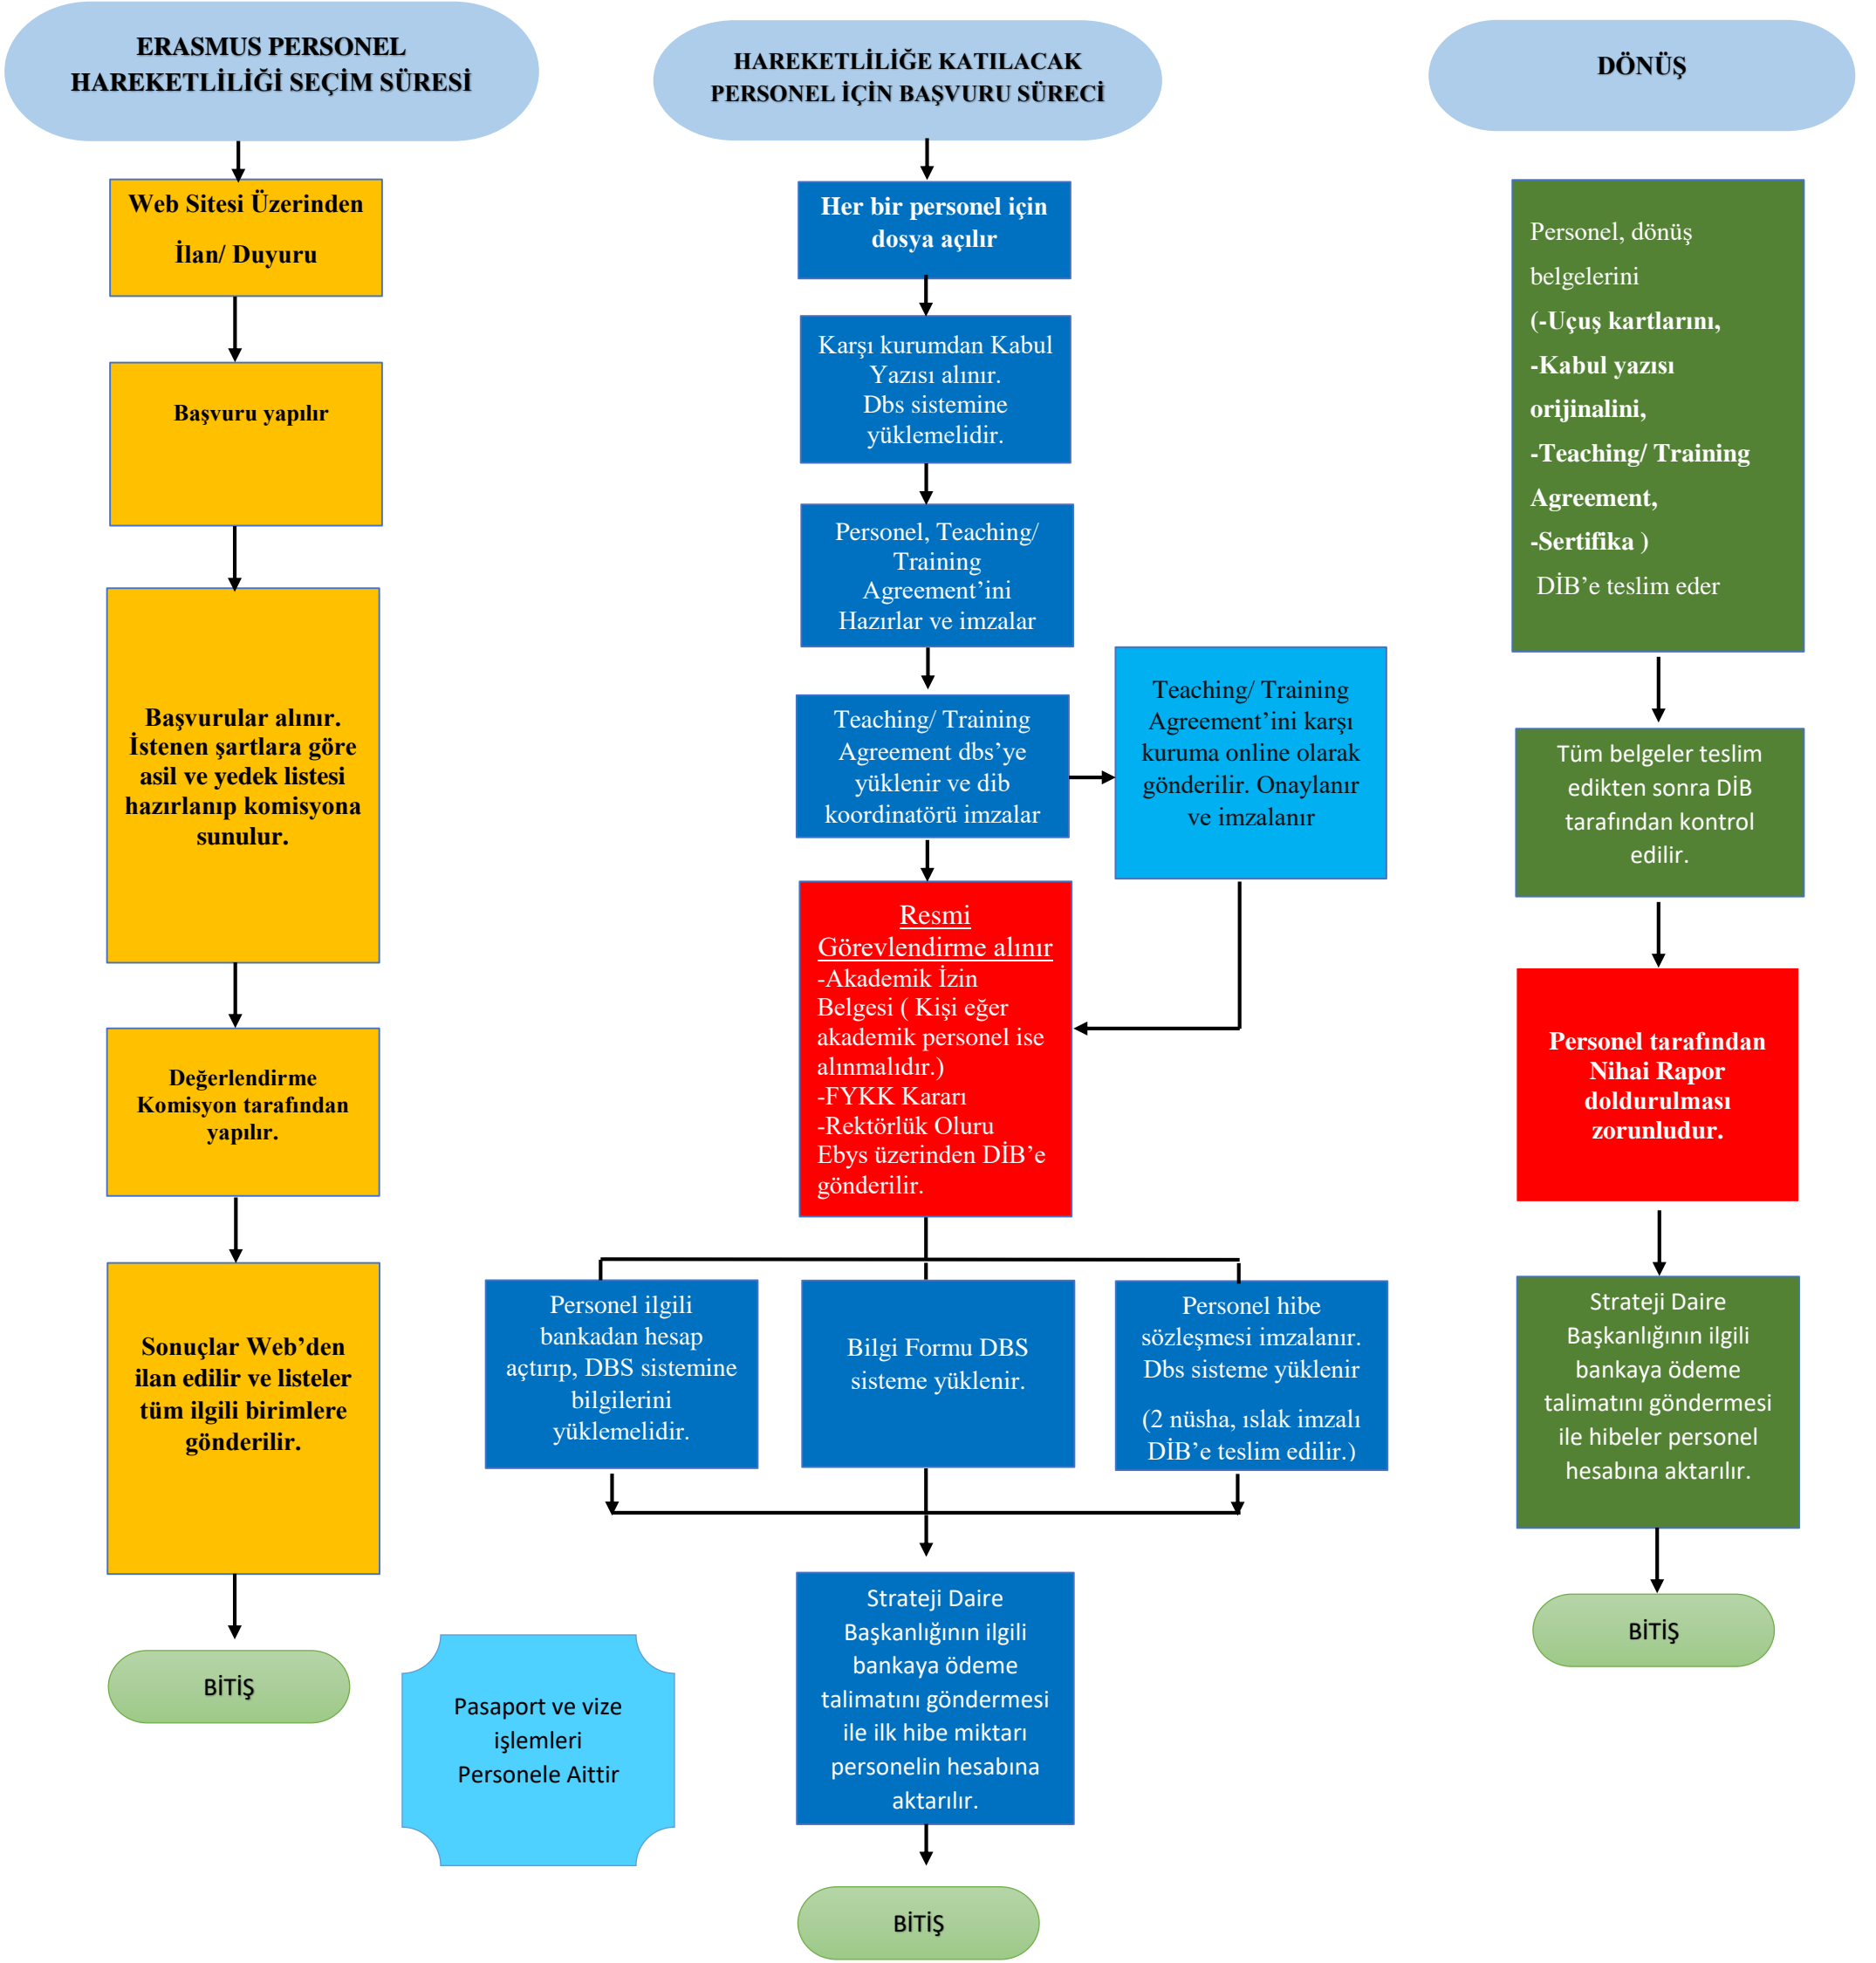 ERASMUS PERSONEL
HAREKETLİLİĞİ SEÇİM SÜRESİ
Web Sitesi Üzerinden
İlan/ Duyuru
Başvuru yapılır
Başvurular alınır.
İstenen şartlara göre
asil ve yedek listesi
hazırlanıp komisyona
sunulur.
Değerlendirme
Komisyon tarafından
yapılır.
Sonuçlar Web’den
ilan edilir ve listeler
tüm ilgili birimlere
gönderilir.
BİTİŞ
HAREKETLİLİĞE KATILACAK
PERSONEL İÇİN BAŞVURU SÜRECİ
Her bir personel için
dosya açılır
Karşı kurumdan Kabul
Yazısı alınır.
Dbs sistemine
yüklemelidir.
Personel, Teaching/
Training
Agreement’ini
Hazırlar ve imzalar
Teaching/ Training
Agreement dbs’ye
yüklenir ve dib
koordinatörü imzalar
Teaching/ Training
Agreement’ini karşı
kuruma online olarak
gönderilir. Onaylanır
ve imzalanır
Resmi
Görevlendirme alınır
-Akademik İzin
Belgesi ( Kişi eğer
akademik personel ise
alınmalıdır.)
-FYKK Kararı
-Rektörlük Oluru
Ebys üzerinden DİB’e
gönderilir.
Personel ilgili
bankadan hesap
açtırıp, DBS sistemine
bilgilerini
yüklemelidir.
Bilgi Formu DBS
sisteme yüklenir.
Personel hibe
sözleşmesi imzalanır.
Dbs sisteme yüklenir
(2 nüsha, ıslak imzalı
DİB’e teslim edilir.)
Strateji Daire
Başkanlığının ilgili
bankaya ödeme
talimatını göndermesi
ile ilk hibe miktarı
personelin hesabına
aktarılır.
BİTİŞ
Pasaport ve vize
işlemleri
Personele Aittir
DÖNÜŞ
Personel, dönüş
belgelerini
(-Uçuş kartlarını,
-Kabul yazısı
orijinalini,
-Teaching/ Training
Agreement,
-Sertifika )
DİB’e teslim eder
Tüm belgeler teslim
edikten sonra DİB
tarafından kontrol
edilir.
Personel tarafından
Nihai Rapor
doldurulması
zorunludur.
Strateji Daire
Başkanlığının ilgili
bankaya ödeme
talimatını göndermesi
ile hibeler personel
hesabına aktarılır.
BİTİŞ